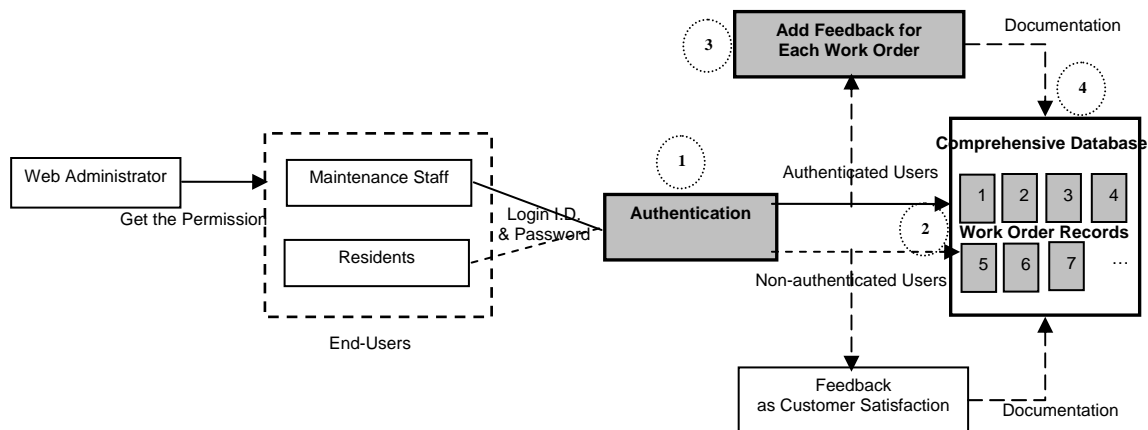 Add Feedback for
Each Work Order
Documentation
3
4
Comprehensive Database
1
Web Administrator
Maintenance Staff
Authenticated Users
1
2
3
4
Get the Permission
Login I.D.
& Password
Authentication
2
Work Order Records
Residents
5
6
7
...
Non-authenticated Users
End-Users
Feedback
as Customer Satisfaction
Documentation